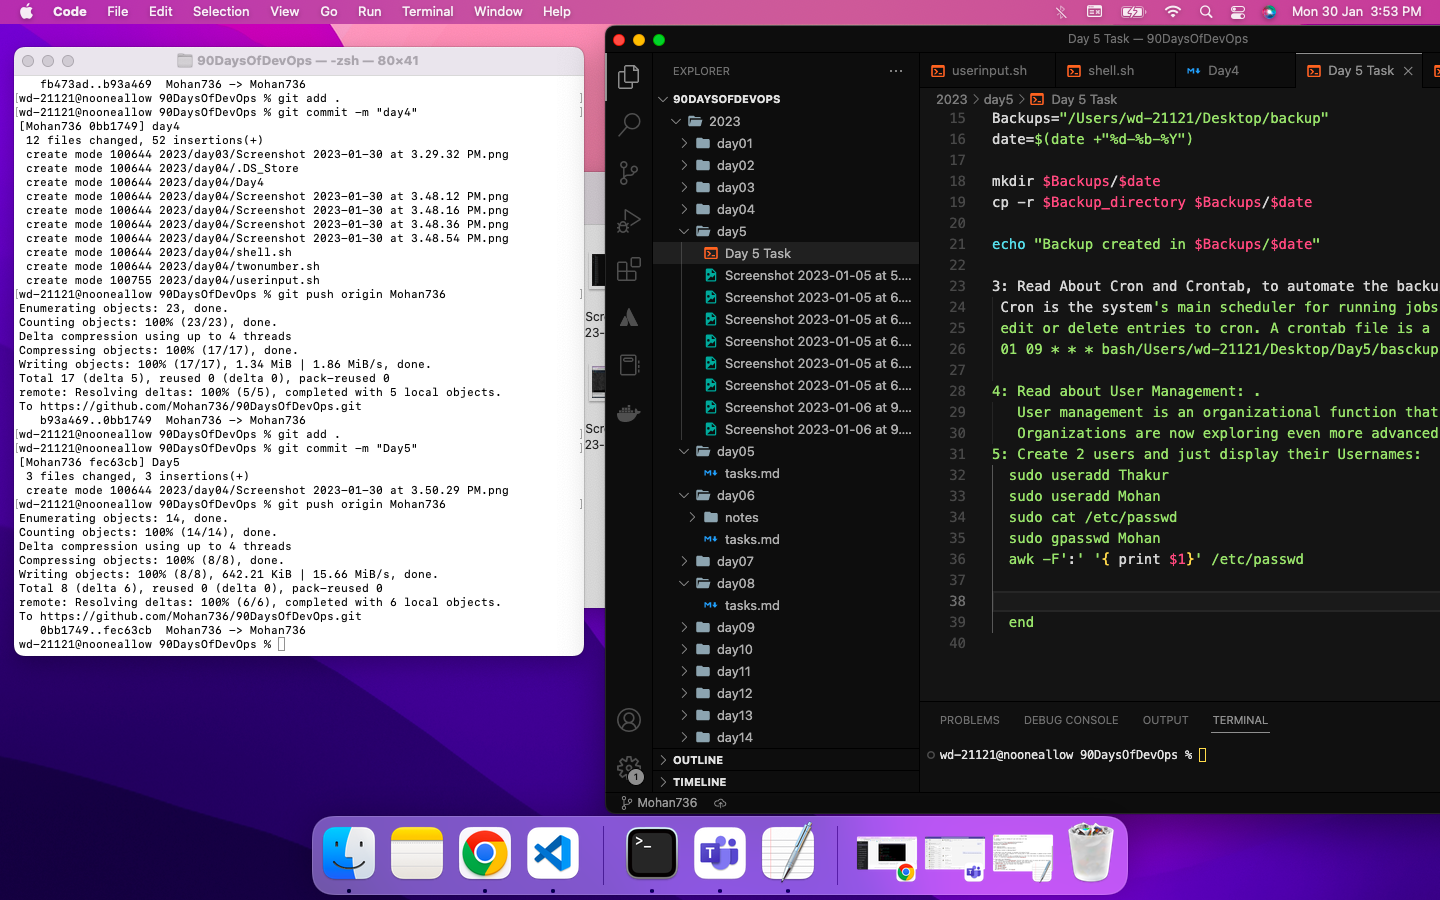 Code File Edit Selection View Go Run Terminal Window Help
Mon 30 Jan 3:53 PM
90DaysOfDevOps — -zsh — 80×41
fb473ad..b93a469 Mohan736 -> Mohan736
[wd-21121@nooneallow 90DaysOfDevOps % git add . ]
[wd-21121@nooneallow 90DaysOfDevOps % git commit -m "day4" ]
[Mohan736 0bb1749] day4
12 files changed, 52 insertions(+)
create mode 100644 2023/day03/Screenshot 2023-01-30 at 3.29.32 PM.png
create mode 100644 2023/day04/.DS_Store
create mode 100644 2023/day04/Day4
create mode 100644 2023/day04/Screenshot 2023-01-30 at 3.48.12 PM.png
create mode 100644 2023/day04/Screenshot 2023-01-30 at 3.48.16 PM.png
create mode 100644 2023/day04/Screenshot 2023-01-30 at 3.48.36 PM.png
create mode 100644 2023/day04/Screenshot 2023-01-30 at 3.48.54 PM.png
create mode 100644 2023/day04/shell.sh
create mode 100644 2023/day04/twonumber.sh
create mode 100755 2023/day04/userinput.sh
[wd-21121@nooneallow 90DaysOfDevOps % git push origin Mohan736 ]
Enumerating objects: 23, done.
Counting objects: 100% (23/23), done.
Delta compression using up to 4 threads
Compressing objects: 100% (17/17), done.
Writing objects: 100% (17/17), 1.34 MiB | 1.86 MiB/s, done.
Total 17 (delta 5), reused 0 (delta 0), pack-reused 0
remote: Resolving deltas: 100% (5/5), completed with 5 local objects.
To https://github.com/Mohan736/90DaysOfDevOps.git
b93a469..0bb1749 Mohan736 -> Mohan736
[wd-21121@nooneallow 90DaysOfDevOps % git add . ]
[wd-21121@nooneallow 90DaysOfDevOps % git commit -m "Day5" ]
[Mohan736 fec63cb] Day5
3 files changed, 3 insertions(+)
create mode 100644 2023/day04/Screenshot 2023-01-30 at 3.50.29 PM.png
[wd-21121@nooneallow 90DaysOfDevOps % git push origin Mohan736 ]
Enumerating objects: 14, done.
Counting objects: 100% (14/14), done.
Delta compression using up to 4 threads
Compressing objects: 100% (8/8), done.
Writing objects: 100% (8/8), 642.21 KiB | 15.66 MiB/s, done.
Total 8 (delta 6), reused 0 (delta 0), pack-reused 0
remote: Resolving deltas: 100% (6/6), completed with 6 local objects.
To https://github.com/Mohan736/90DaysOfDevOps.git
0bb1749..fec63cb Mohan736 -> Mohan736
wd-21121@nooneallow 90DaysOfDevOps %
Scre
23-
Scr
23-
Day 5 Task — 90DaysOfDevOps
EXPLORER
90DAYSOFDEVOPS
2023
day01
day02
day03
day04
day5
Day 5 Task
Screenshot 2023-01-05 at 5....
Screenshot 2023-01-05 at 6....
Screenshot 2023-01-05 at 6....
Screenshot 2023-01-05 at 6....
Screenshot 2023-01-05 at 6....
Screenshot 2023-01-05 at 6....
Screenshot 2023-01-06 at 9....
Screenshot 2023-01-06 at 9....
day05
tasks.md
day06
notes
tasks.md
day07
day08
tasks.md
day09
day10
day11
day12
day13
day14
OUTLINE
TIMELINE
1
Mohan736
userinput.sh shell.sh Day4 Day 5 Task
2023 > day5 > Day 5 Task
15 Backups="/Users/wd-21121/Desktop/backup"
16 date=$(date +"%d-%b-%Y")
17
18 mkdir $Backups/$date
19 cp -r $Backup_directory $Backups/$date
20
21 echo "Backup created in $Backups/$date"
22
23 3: Read About Cron and Crontab, to automate the backu
24 Cron is the system's main scheduler for running jobs
25 edit or delete entries to cron. A crontab file is a
26 01 09 * * * bash/Users/wd-21121/Desktop/Day5/basckup
27
28 4: Read about User Management: .
29 User management is an organizational function that
30 Organizations are now exploring even more advanced
31 5: Create 2 users and just display their Usernames:
32 sudo useradd Thakur
33 sudo useradd Mohan
34 sudo cat /etc/passwd
35 sudo gpasswd Mohan
36 awk -F':' '{ print $1}' /etc/passwd
37
38
39 end
40
PROBLEMS DEBUG CONSOLE OUTPUT TERMINAL
wd-21121@nooneallow 90DaysOfDevOps %